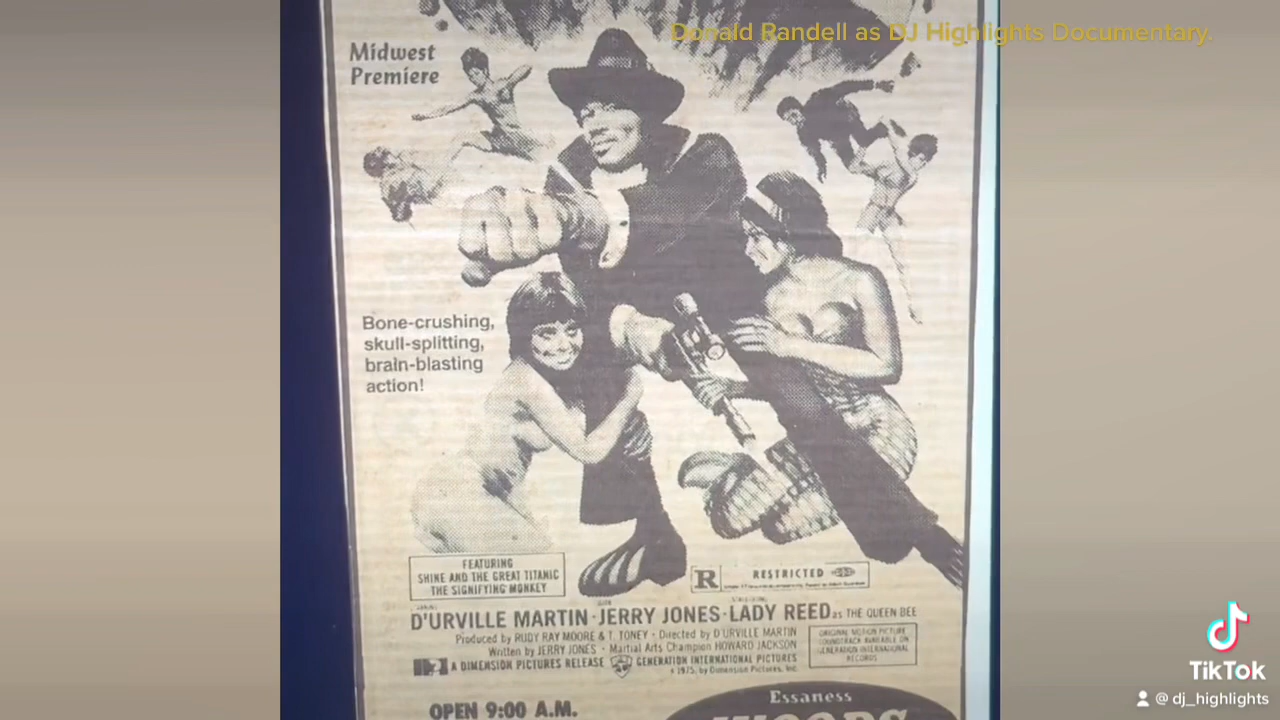 Donald Randell as DJ Highlights Documentary.
Midwest
Premiere
Bone-crushing,
skull-splitting,
brain-blasting
action!
FEATURING
SHINE AND THE GREAT TITANIC
THE SIGNIFYING MONKEY
R
RESTRICTED
D'URVILLE MARTIN · JERRY JONES · LADY REED as THE QUEEN BEE
Produced by RUDY RAY MOORE & T. TONEY · Directed by D'URVILLE MARTIN
Written by JERRY JONES · Martial Arts Champion HOWARD JACKSON
A DIMENSION PICTURES RELEASE GENERATION INTERNATIONAL PICTURES
© 1975, by Dimension Pictures, Inc.
ORIGINAL MOTION PICTURE
SOUNDTRACK AVAILABLE ON
GENERATION INTERNATIONAL
RECORDS
OPEN 9:00 A.M.
Essaness
WOODS
TikTok
@ dj_highlights